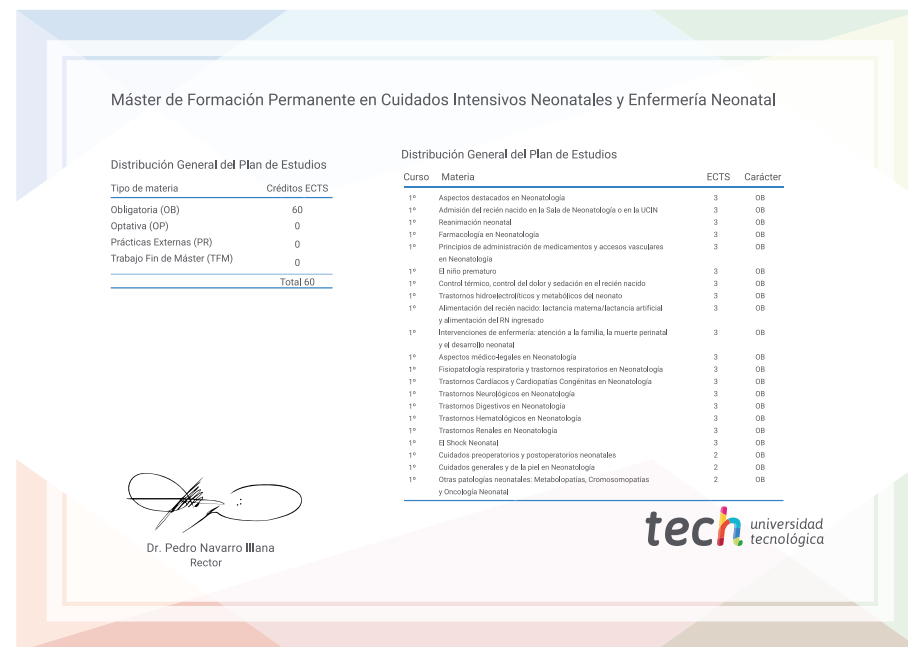 Máster de Formación Permanente en Cuidados Intensivos Neonatales y Enfermería Neonatal
Distribución General del Plan de Estudios
Tipo de materia Créditos ECTS
Obligatoria (OB) 60
Optativa (OP) 0
Prácticas Externas (PR) 0
Trabajo Fin de Máster (TFM) 0
Total 60
Distribución General del Plan de Estudios
Curso Materia ECTS Carácter
1º Aspectos destacados en Neonatología 3 OB
1º Admisión del recién nacido en la Sala de Neonatología o en la UCIN 3 OB
1º Reanimación neonatal 3 OB
1º Farmacología en Neonatología 3 OB
1º Principios de administración de medicamentos y accesos vasculares 3 OB
en Neonatología
1º El niño prematuro 3 OB
1º Control térmico, control del dolor y sedación en el recién nacido 3 OB
1º Trastornos hidroelectrolíticos y metabólicos del neonato 3 OB
1º Alimentación del recién nacido: lactancia materna/lactancia artificial 3 OB
y alimentación del RN ingresado
1º Intervenciones de enfermería: atención a la familia, la muerte perinatal 3 OB
y el desarrollo neonatal
1º Aspectos médico-legales en Neonatología 3 OB
1º Fisiopatología respiratoria y trastornos respiratorios en Neonatología 3 OB
1º Trastornos Cardíacos y Cardiopatías Congénitas en Neonatología 3 OB
1º Trastornos Neurológicos en Neonatología 3 OB
1º Trastornos Digestivos en Neonatología 3 OB
1º Trastornos Hematológicos en Neonatología 3 OB
1º Trastornos Renales en Neonatología 3 OB
1º El Shock Neonatal 3 OB
1º Cuidados preoperatorios y postoperatorios neonatales 2 OB
1º Cuidados generales y de la piel en Neonatología 2 OB
1º Otras patologías neonatales: Metabolopatías, Cromosomopatías 2 OB
y Oncología Neonatal
Dr. Pedro Navarro Illana
Rector
tech universidad
tecnológica